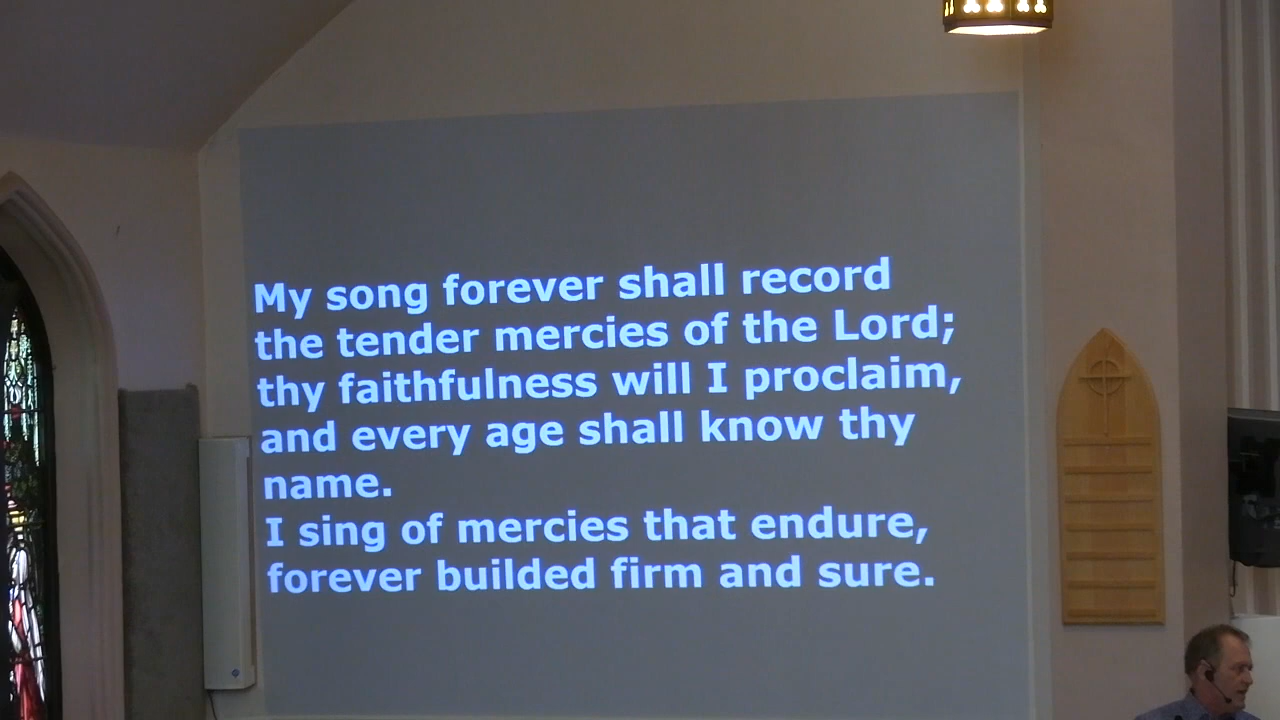 My song forever shall record
the tender mercies of the Lord;
thy faithfulness will I proclaim,
and every age shall know thy
name.
I sing of mercies that endure,
forever builded firm and sure.